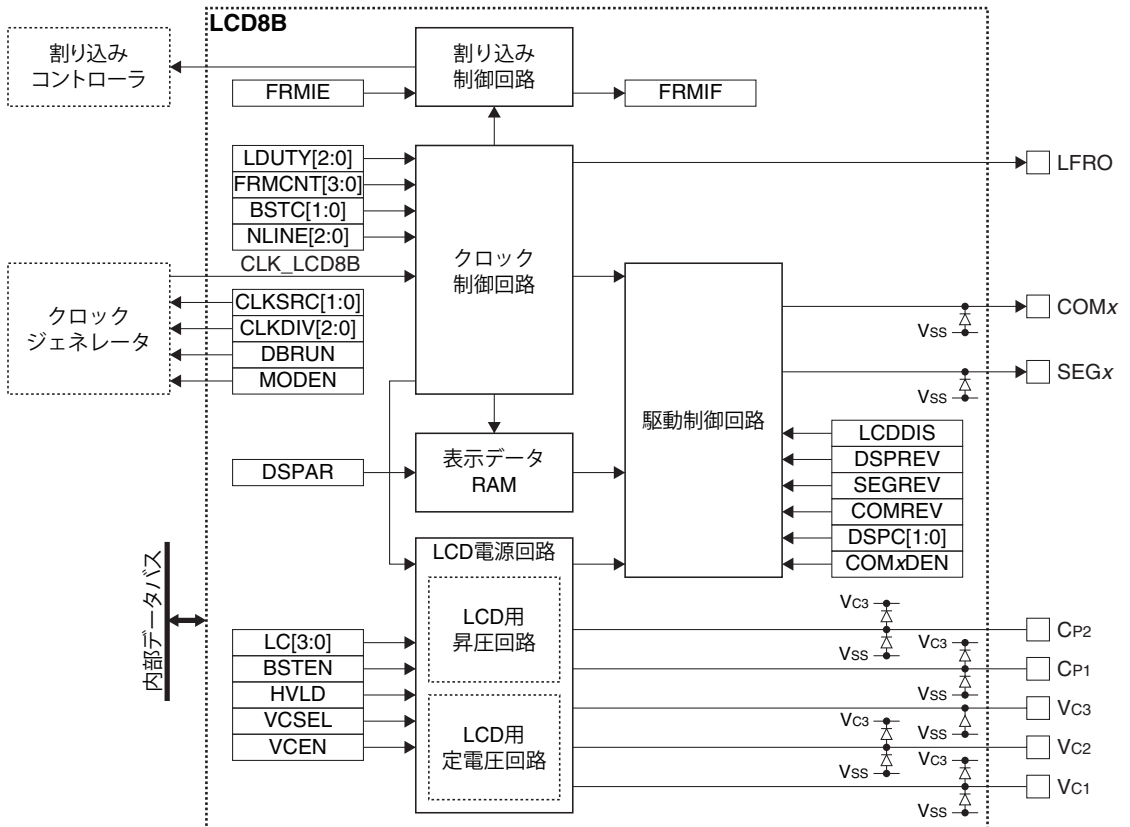 LCD8B
割り込み
コントローラ
割り込み
制御回路
FRMIE
FRMIF
LDUTY[2:0]
FRMCNT[3:0]
BSTC[1:0]
NLINE[2:0]
CLK_LCD8B
クロック
制御回路
LFRO
クロック
ジェネレータ
CLKSRC[1:0]
CLKDIV[2:0]
DBRUN
MODEN
駆動制御回路
COMx
VSS
SEGx
VSS
LCDDIS
DSPREV
SEGREV
COMREV
DSPC[1:0]
COMxDEN
DSPAR
表示データ
RAM
内部データバス
LCD電源回路
LCD用
昇圧回路
LCD用
定電圧回路
LC[3:0]
BSTEN
HVLD
VCSEL
VCEN
VC3
VSS
CP2
VC3
VSS
CP1
VSS
VC3
VC3
VSS
VC2
VC3
VSS
VC1